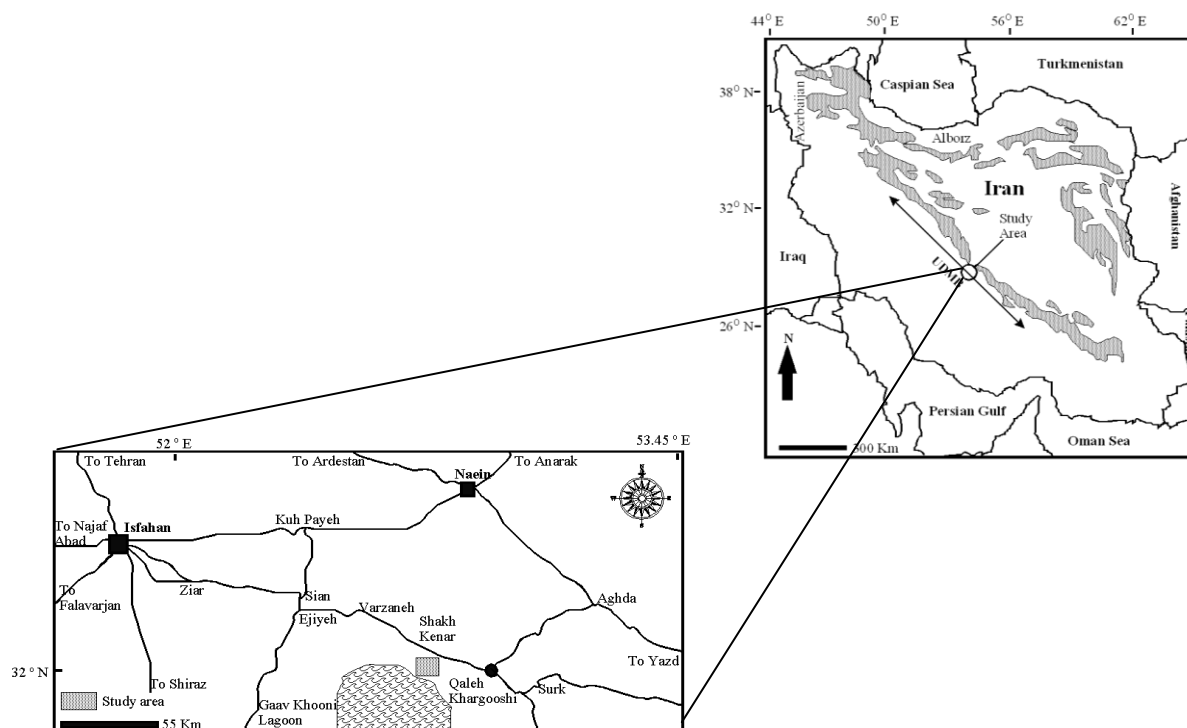 44° E
50° E
56° E
62° E
38° N
32° N
26° N
Turkmenistan
Caspian Sea
Azerbaijan
Alborz
Iran
Afghanistan
Study
Area
Iraq
UDMB
N
Persian Gulf
Oman Sea
300 Km
52 ° E
53.45 ° E
To Tehran
To Ardestan
To Anarak
Naein
N
W
E
S
To Najaf
Abad
Isfahan
Kuh Payeh
To
Falavarjan
Ziar
Sian
Ejiyeh
Varzaneh
Aghda
Shakh
Kenar
32 ° N
To Yazd
To Shiraz
Qaleh
Khargooshi
Surk
Study area
Gaav Khooni
Lagoon
55 Km